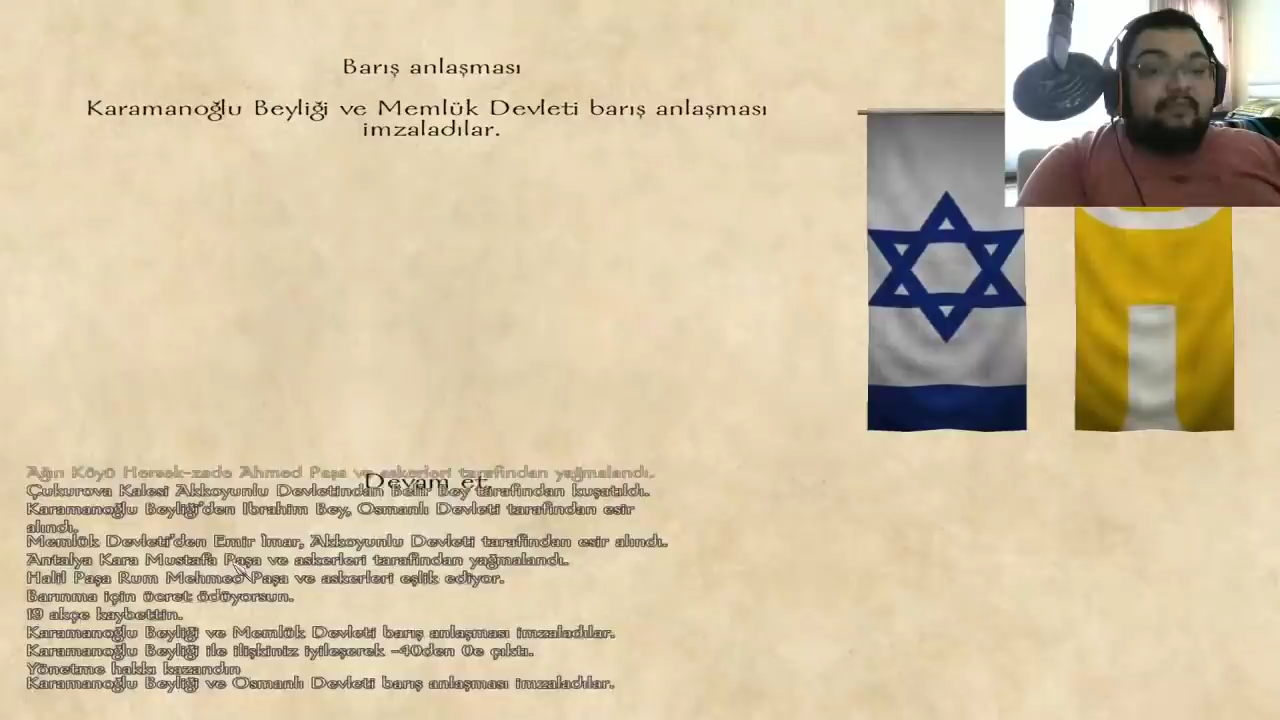 Barış anlaşması
Karamanoğlu Beyliği ve Memlük Devleti barış anlaşması
imzaladılar.
Ağın Köyü Hersek-zade Ahmed Paşa ve askerleri tarafından yağmalandı.
Devam et
Çukurova Kalesi Akkoyunlu Devletindan Bekir Bey tarafından kuşatıldı.
Karamanoğlu Beyliği'den Ibrahim Bey, Osmanlı Devleti tarafından esir
alındı.
Memlük Devleti'den Emir Imar, Akkoyunlu Devleti tarafından esir alındı.
Antalya Kara Mustafa Paşa ve askerleri tarafından yağmalandı.
Halil Paşa Rum Mehmed Paşa ve askerleri eşlik ediyor.
Barınma için ücret ödüyorsun.
19 akçe kaybettin.
Karamanoğlu Beyliği ve Memlük Devleti barış anlaşması imzaladılar.
Karamanoğlu Beyliği ile ilişkiniz iyileşerek -40den 0e çıktı.
Yönetme hakkı kazandın
Karamanoğlu Beyliği ve Osmanlı Devleti barış anlaşması imzaladılar.